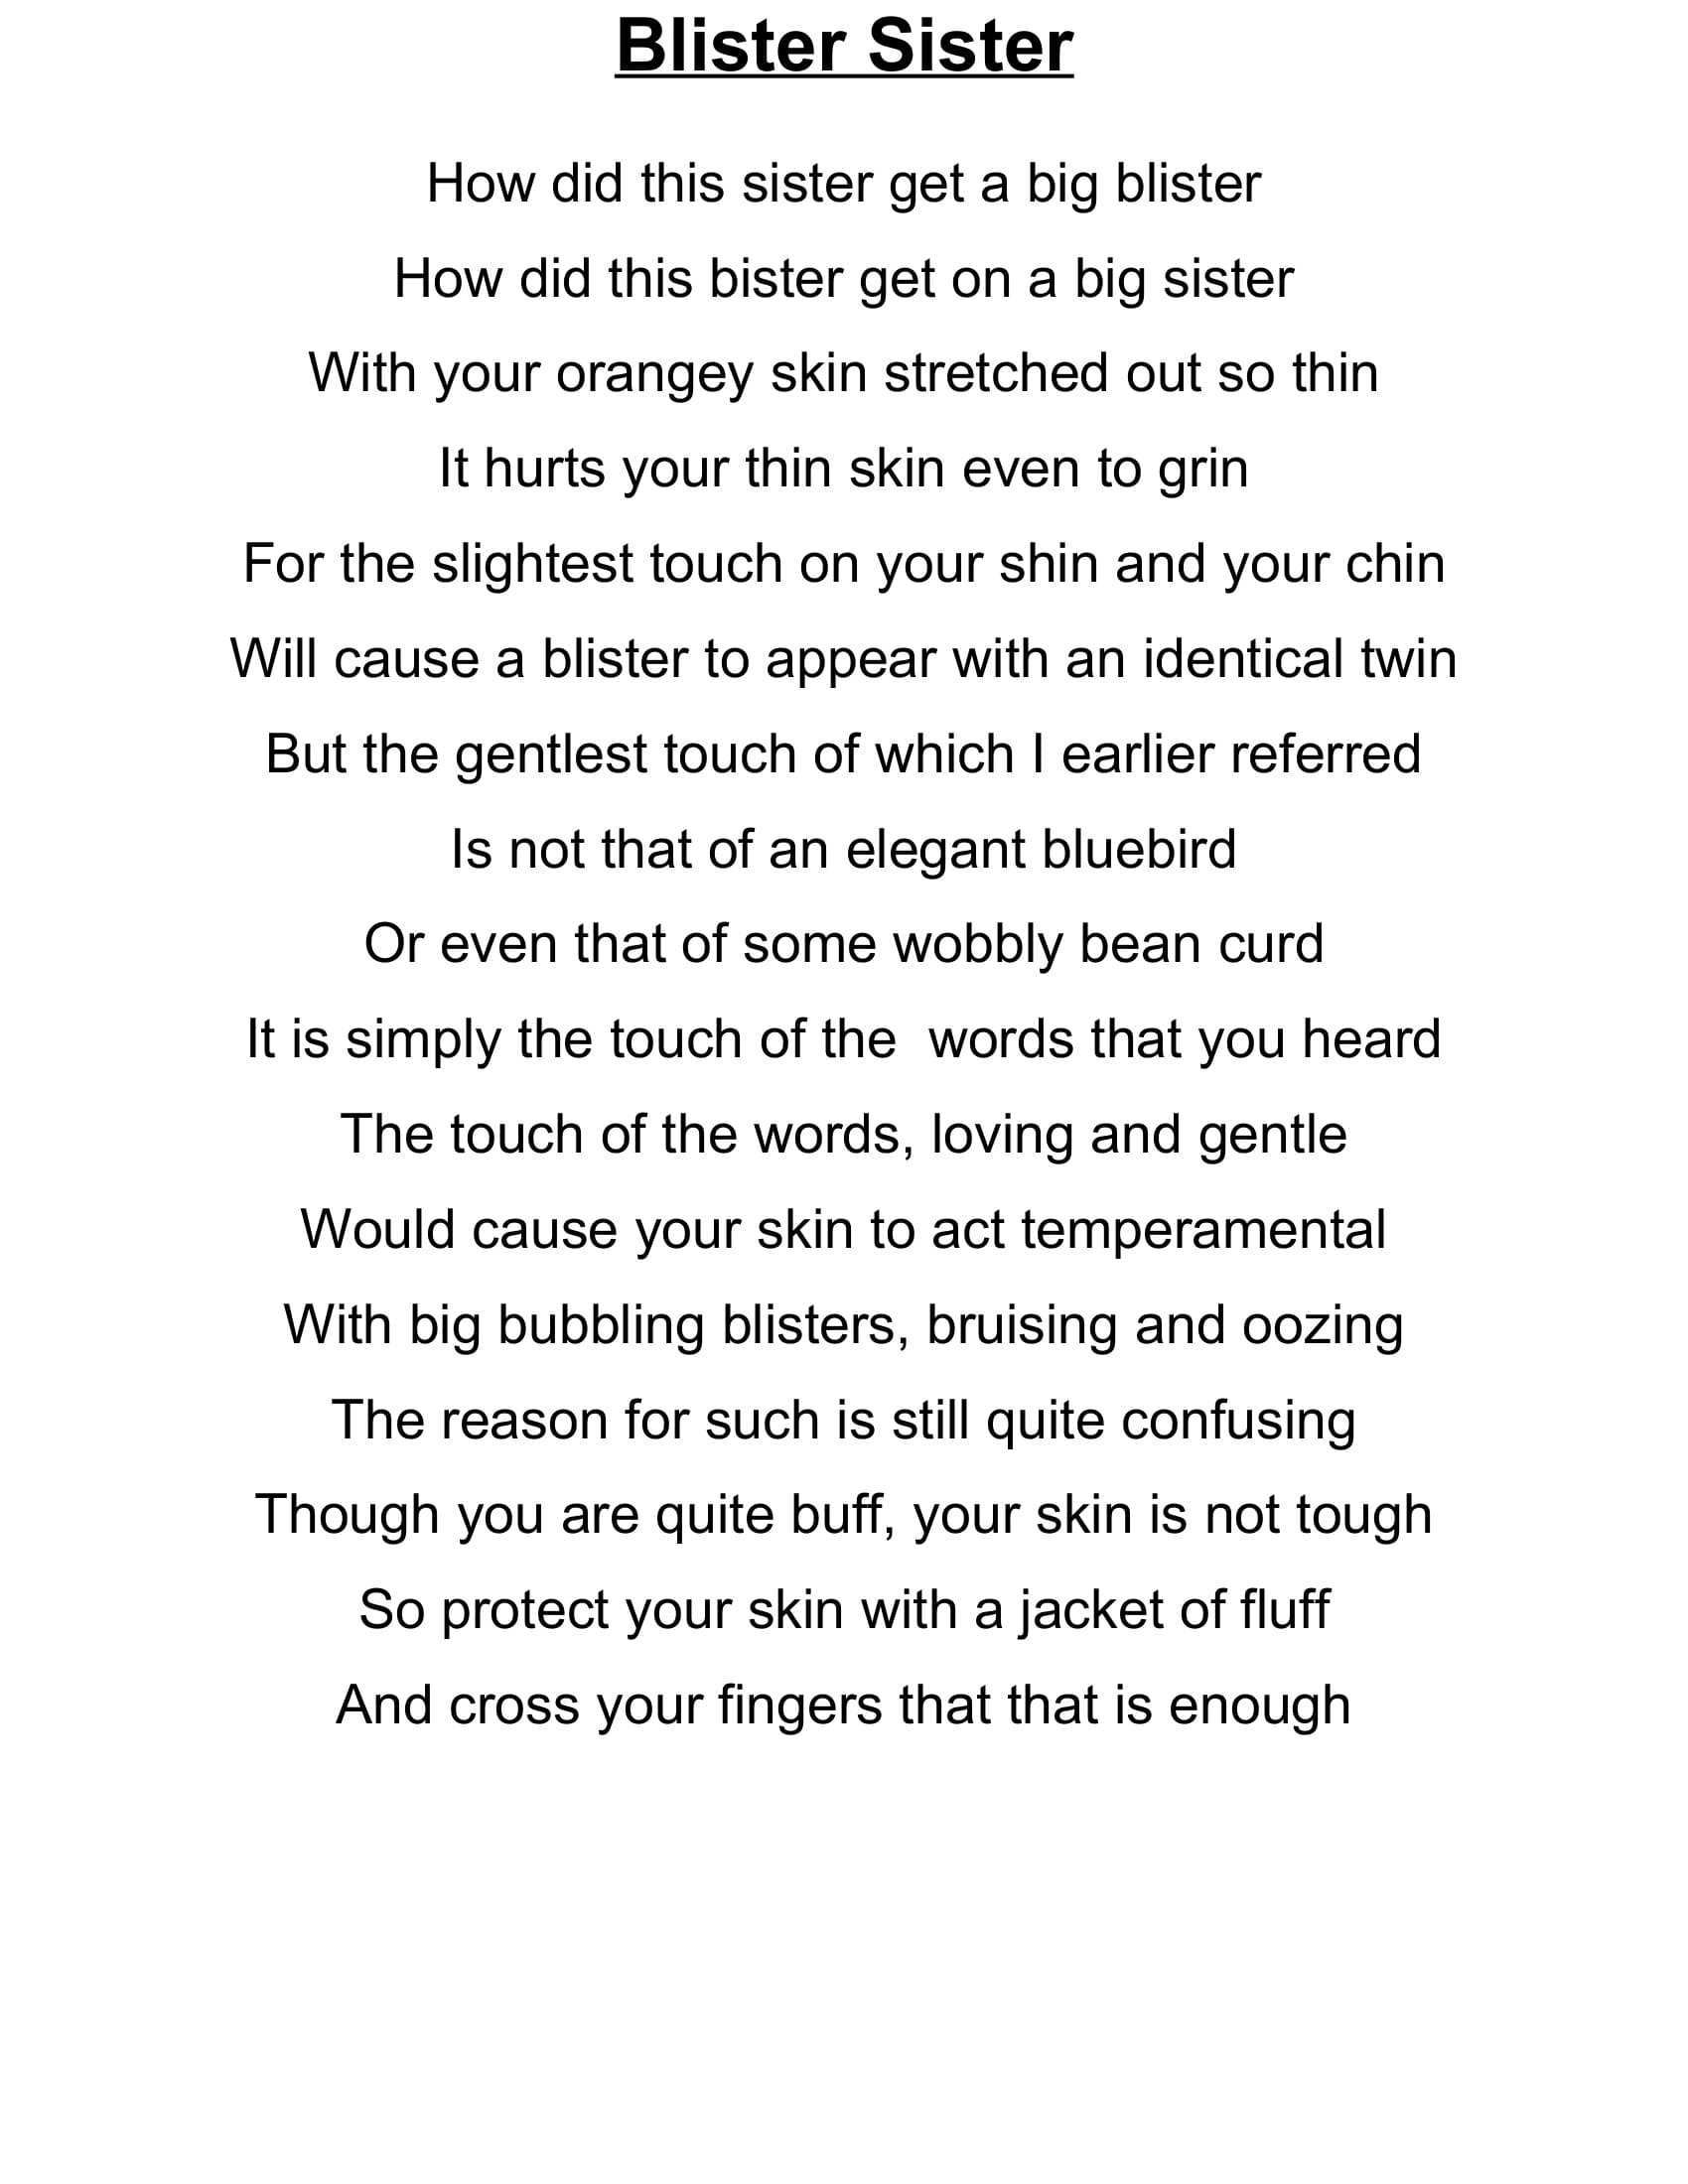 Blister Sister
How did this sister get a big blister
How did this bister get on a big sister
With your orangey skin stretched out so thin
It hurts your thin skin even to grin
For the slightest touch on your shin and your chin
Will cause a blister to appear with an identical twin
But the gentlest touch of which I earlier referred
Is not that of an elegant bluebird
Or even that of some wobbly bean curd
It is simply the touch of the  words that you heard
The touch of the words, loving and gentle
Would cause your skin to act temperamental
With big bubbling blisters, bruising and oozing
The reason for such is still quite confusing
Though you are quite buff, your skin is not tough
So protect your skin with a jacket of fluff
And cross your fingers that that is enough